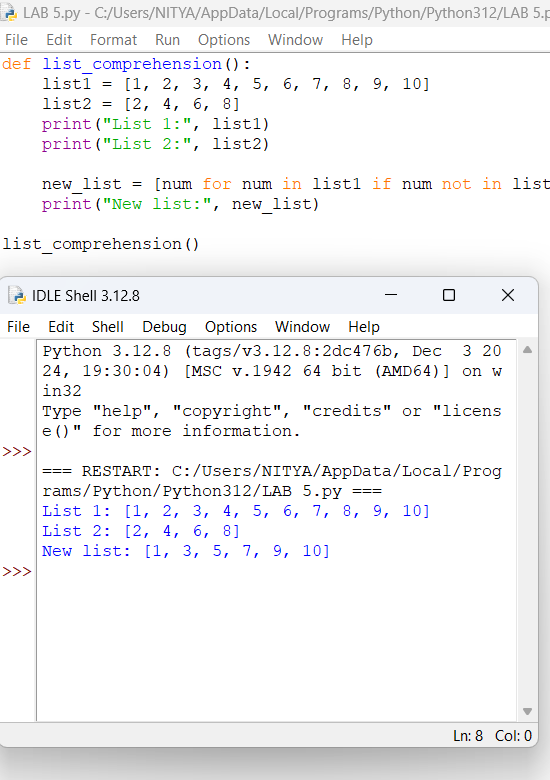 LAB 5.py - C:/Users/NITYA/AppData/Local/Programs/Python/Python312/LAB 5.p
File Edit Format Run Options Window Help
def list_comprehension():
    list1 = [1, 2, 3, 4, 5, 6, 7, 8, 9, 10]
    list2 = [2, 4, 6, 8]
    print("List 1:", list1)
    print("List 2:", list2)
    new_list = [num for num in list1 if num not in list
    print("New list:", new_list)
list_comprehension()
IDLE Shell 3.12.8
File Edit Shell Debug Options Window Help
Python 3.12.8 (tags/v3.12.8:2dc476b, Dec  3 20
24, 19:30:04) [MSC v.1942 64 bit (AMD64)] on w
in32
Type "help", "copyright", "credits" or "licens
e()" for more information.
>>>
=== RESTART: C:/Users/NITYA/AppData/Local/Prog
rams/Python/Python312/LAB 5.py ===
List 1: [1, 2, 3, 4, 5, 6, 7, 8, 9, 10]
List 2: [2, 4, 6, 8]
New list: [1, 3, 5, 7, 9, 10]
>>>
Ln: 8 Col: 0